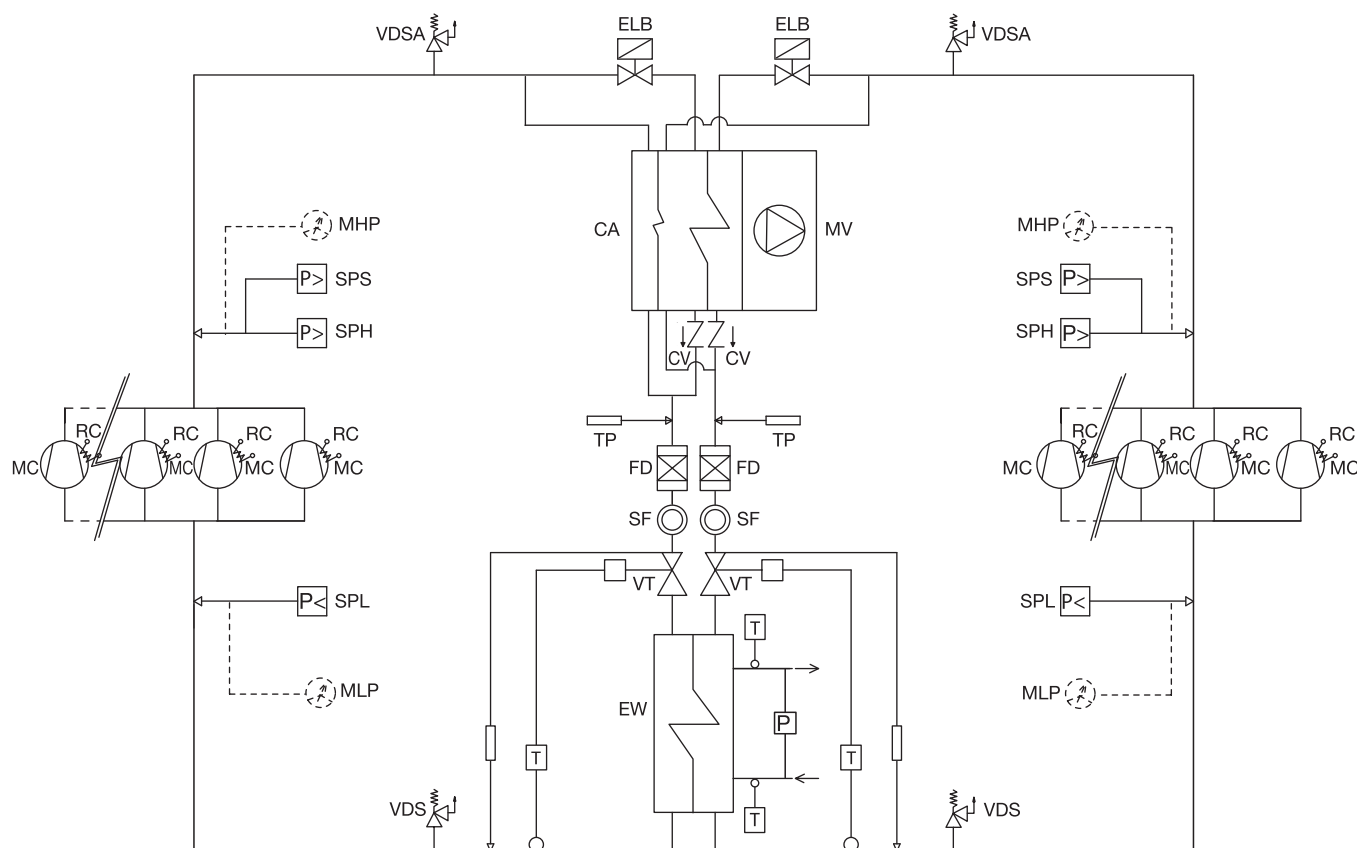 VDSA ELB ELB VDSA
CA MV
MHP MHP
P> SPS SPS P>
P> SPH SPH P>
CV CV
TP TP
RC RC RC RC RC RC RC RC
MC MC MC MC MC MC MC MC
FD FD
SF SF
VT VT
P< SPL SPL P<
T
MLP MLP
EW P
T T
VDS T VDS